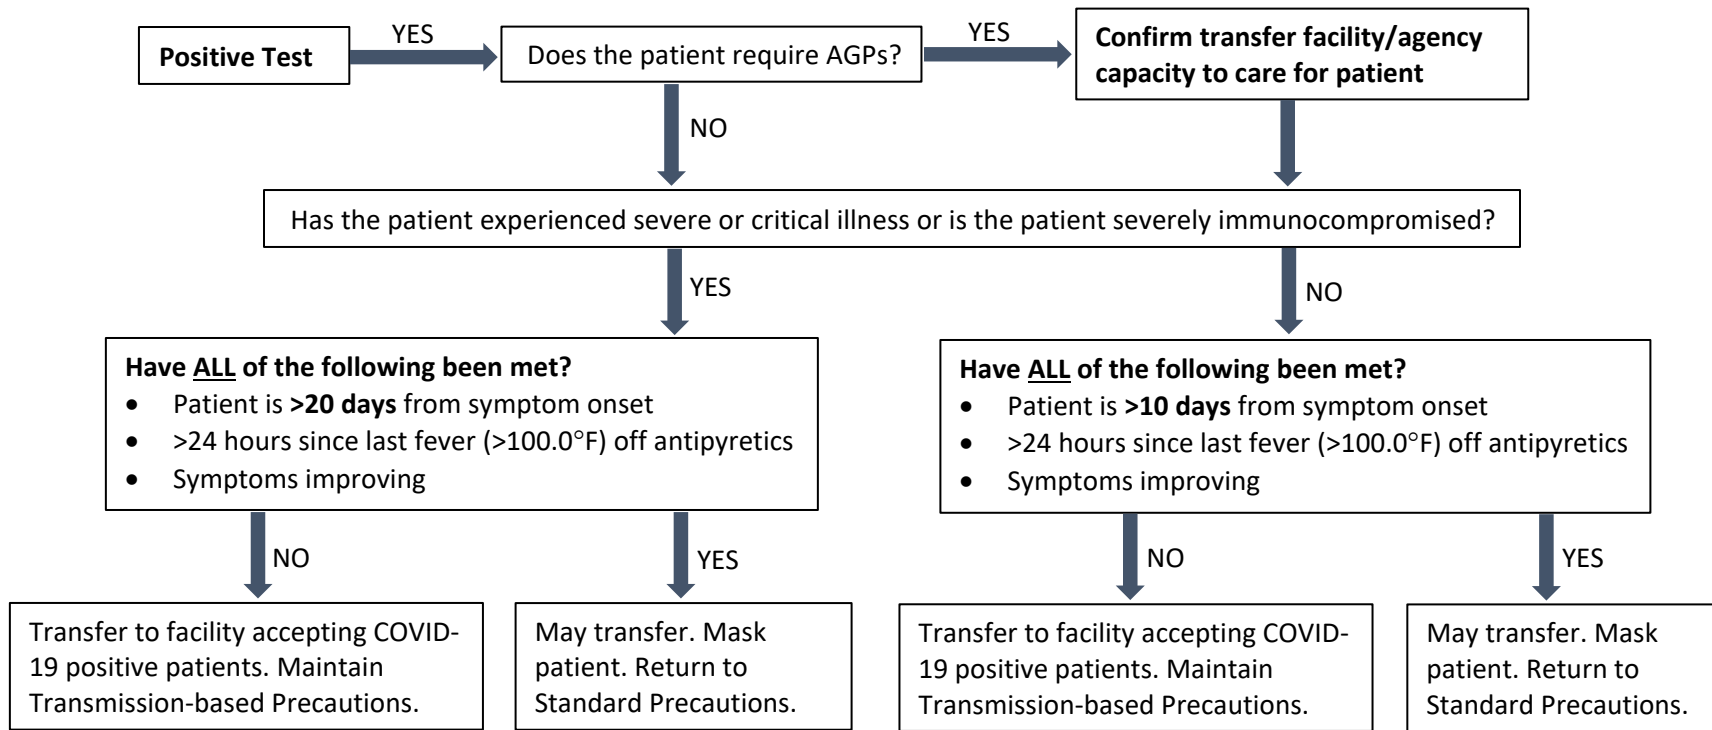 Positive Test
YES
Does the patient require AGPs?
YES
Confirm transfer facility/agency
capacity to care for patient
NO
Has the patient experienced severe or critical illness or is the patient severely immunocompromised?
YES
NO
Have ALL of the following been met?
• Patient is >20 days from symptom onset
• >24 hours since last fever (>100.0°F) off antipyretics
• Symptoms improving
Have ALL of the following been met?
• Patient is >10 days from symptom onset
• >24 hours since last fever (>100.0°F) off antipyretics
• Symptoms improving
NO
YES
NO
YES
Transfer to facility accepting COVID-
19 positive patients. Maintain
Transmission-based Precautions.
May transfer. Mask
patient. Return to
Standard Precautions.
Transfer to facility accepting COVID-
19 positive patients. Maintain
Transmission-based Precautions.
May transfer. Mask
patient. Return to
Standard Precautions.